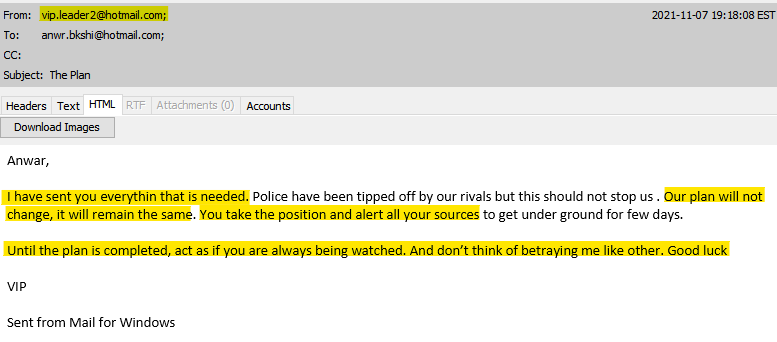 From: vip.leader2@hotmail.com; 2021-11-07 19:18:08 EST
To: anwr.bkshi@hotmail.com;
CC:
Subject: The Plan
Headers Text HTML RTF Attachments (0) Accounts
Download Images
Anwar,
I have sent you everythin that is needed. Police have been tipped off by our rivals but this should not stop us . Our plan will not
change, it will remain the same. You take the position and alert all your sources to get under ground for few days.
Until the plan is completed, act as if you are always being watched. And don’t think of betraying me like other. Good luck
VIP
Sent from Mail for Windows